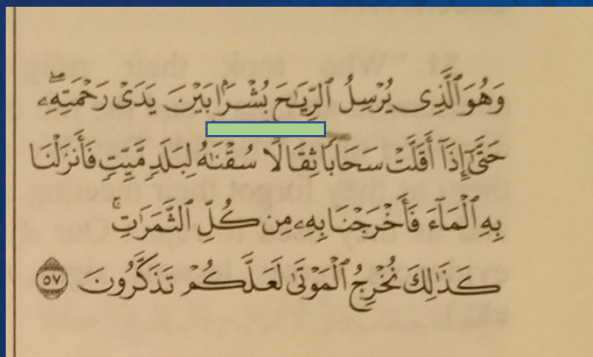 وَهُوَ ٱلَّذِى يُرْسِلُ ٱلرِّيَٰحَ بُشْرًۢا بَيْنَ يَدَىْ رَحْمَتِهِۦ ۖ
حَتَّىٰٓ إِذَآ أَقَلَّتْ سَحَابًا ثِقَالًا سُقْنَٰهُ لِبَلَدٍ مَّيِّتٍ فَأَنزَلْنَا
بِهِ ٱلْمَآءَ فَأَخْرَجْنَا بِهِۦ مِن كُلِّ ٱلثَّمَرَٰتِ ۚ
كَذَٰلِكَ نُخْرِجُ ٱلْمَوْتَىٰ لَعَلَّكُمْ تَذَكَّرُونَ ٥٧